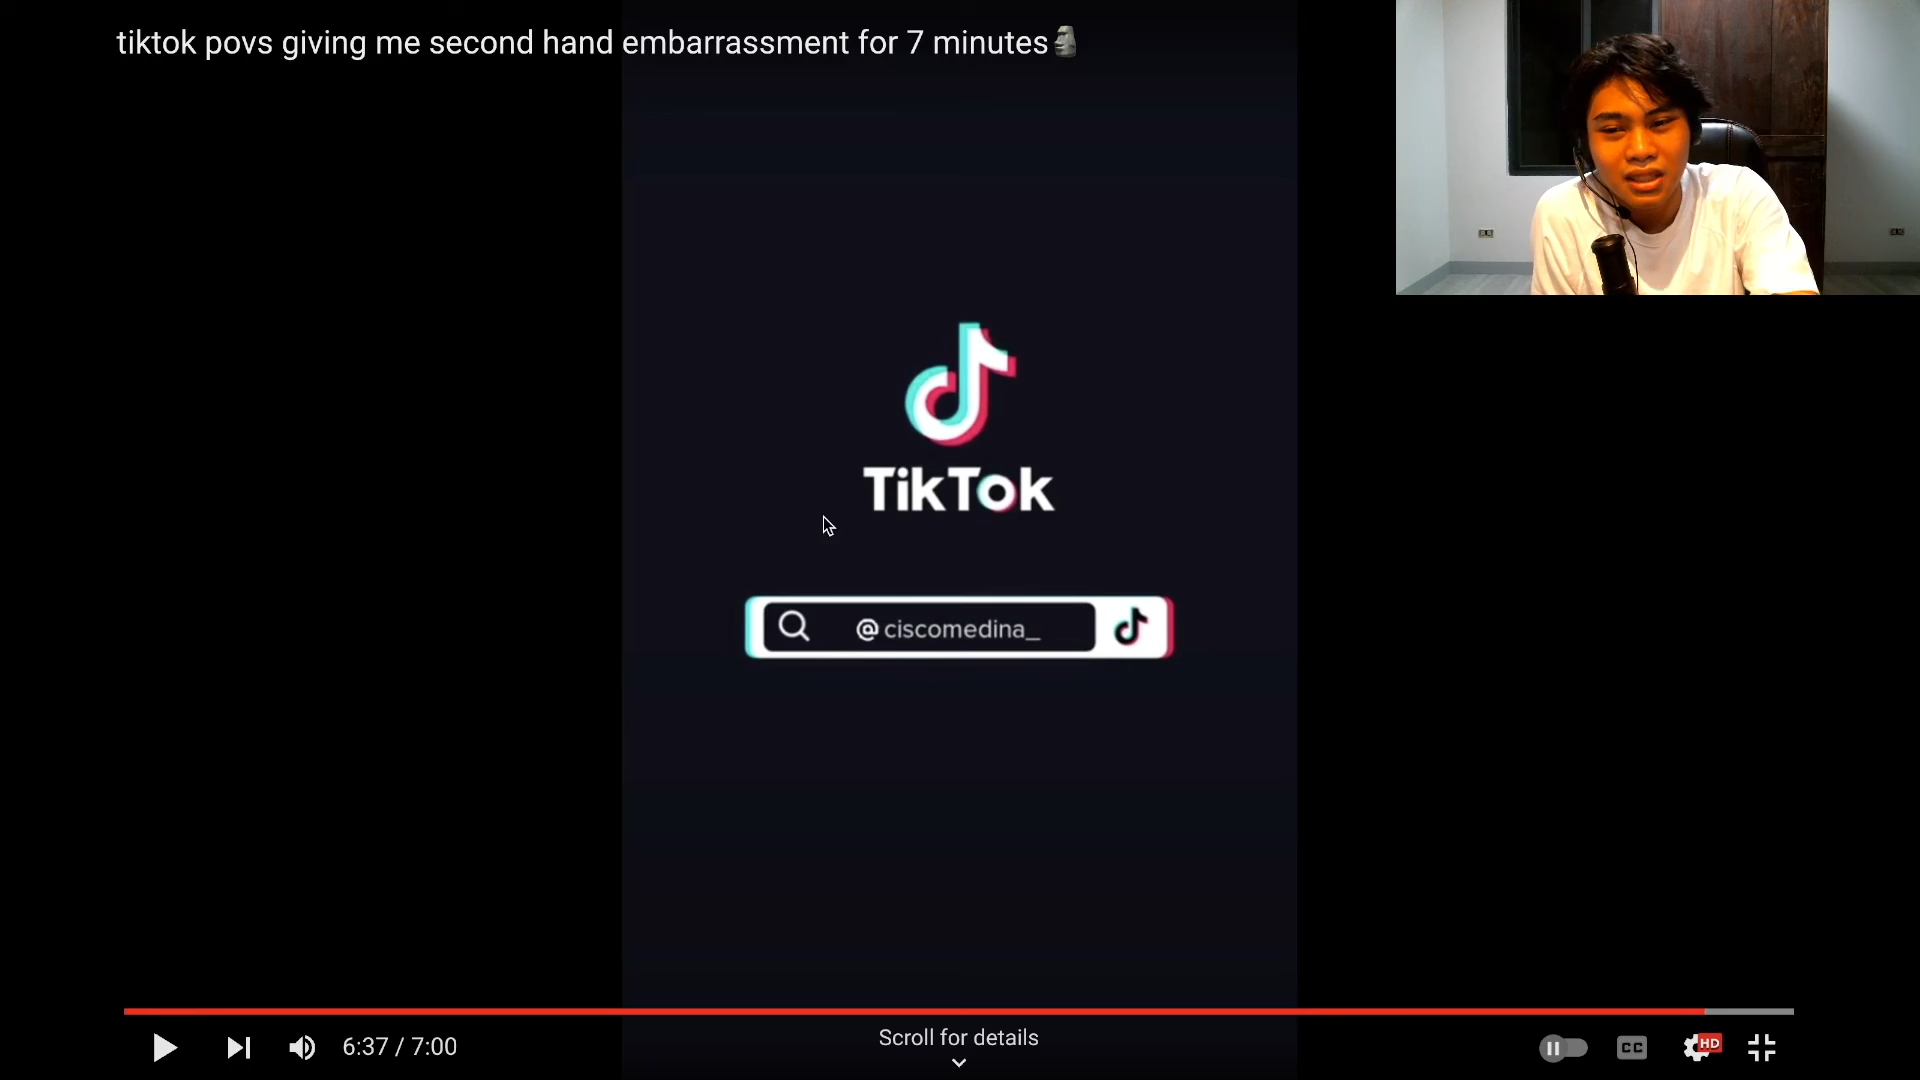 tiktok povs giving me second hand embarrassment for 7 minutes🗿
TikTok
@ciscomedina_
Scroll for details
6:37 / 7:00
CC
HD